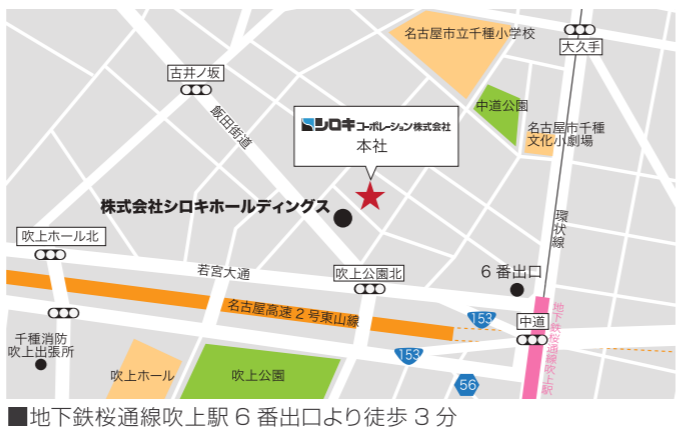 名古屋市立千種小学校
大久手
古井ノ坂
中道公園
飯田街道
シロキコーポレーション株式会社
本社
名古屋市千種
文化小劇場
株式会社シロキホールディングス
環状線
吹上ホール北
若宮大通
吹上公園北
6番出口
名古屋高速2号東山線
153
中道
地下鉄桜通線吹上駅
千種消防
吹上出張所
153
吹上ホール
吹上公園
56
■地下鉄桜通線吹上駅6番出口より徒歩3分